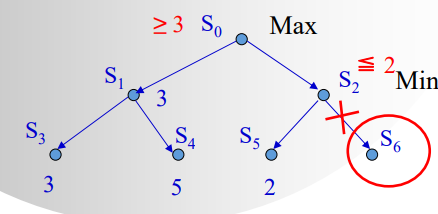 ≥ 3 S0 Max
S1 3 S2 ≦ 2 Min
S3 S4 S5 S6
3 5 2